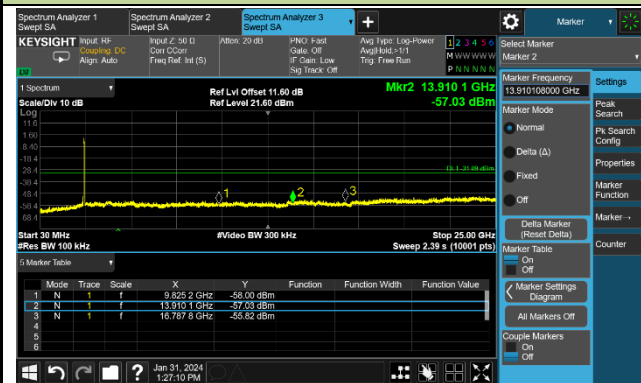 Spectrum Analyzer 1
Swept SA
Spectrum Analyzer 2
Swept SA
Spectrum Analyzer 3
Swept SA
Marker
KEYSIGHT
Input: RF
Coupling: DC
Align: Auto
Input Z: 50 Ω
Corr CCorr
Freq Ref: Int (S)
Atten: 20 dB
PNO: Fast
Gate: Off
IF Gain: Low
Sig Track: Off
Avg Type: Log-Power
Avg|Hold:>1/1
Trig: Free Run
1 2 3 4 5 6
M W W W W W
P N N N N N
Select Marker
Marker 2
1 Spectrum
Scale/Div 10 dB
Log
Ref Lvl Offset 11.60 dB
Ref Level 21.60 dBm
Mkr2 13.910 1 GHz
-57.03 dBm
11.6
1.60
-8.40
-18.4
-28.4
-38.4
-48.4
-58.4
-68.4
1
2
3
Start 30 MHz
#Res BW 100 kHz
#Video BW 300 kHz
Stop 25.00 GHz
Sweep 2.39 s (10001 pts)
5 Marker Table
Mode Trace Scale X Y Function Function Width Function Value
1 N 1 f 9.825 2 GHz -58.00 dBm
2 N 1 f 13.910 1 GHz -57.03 dBm
3 N 1 f 16.787 8 GHz -55.82 dBm
4
5
6
Jan 31, 2024
1:27:10 PM
Marker Frequency
13.910108000 GHz
Marker Mode
Normal
Delta (Δ)
Fixed
Off
Delta Marker
(Reset Delta)
Marker Table
On
Off
Marker Settings
Diagram
All Markers Off
Couple Markers
On
Off
Settings
Peak
Search
Pk Search
Config
Properties
Marker
Function
Marker→
Counter